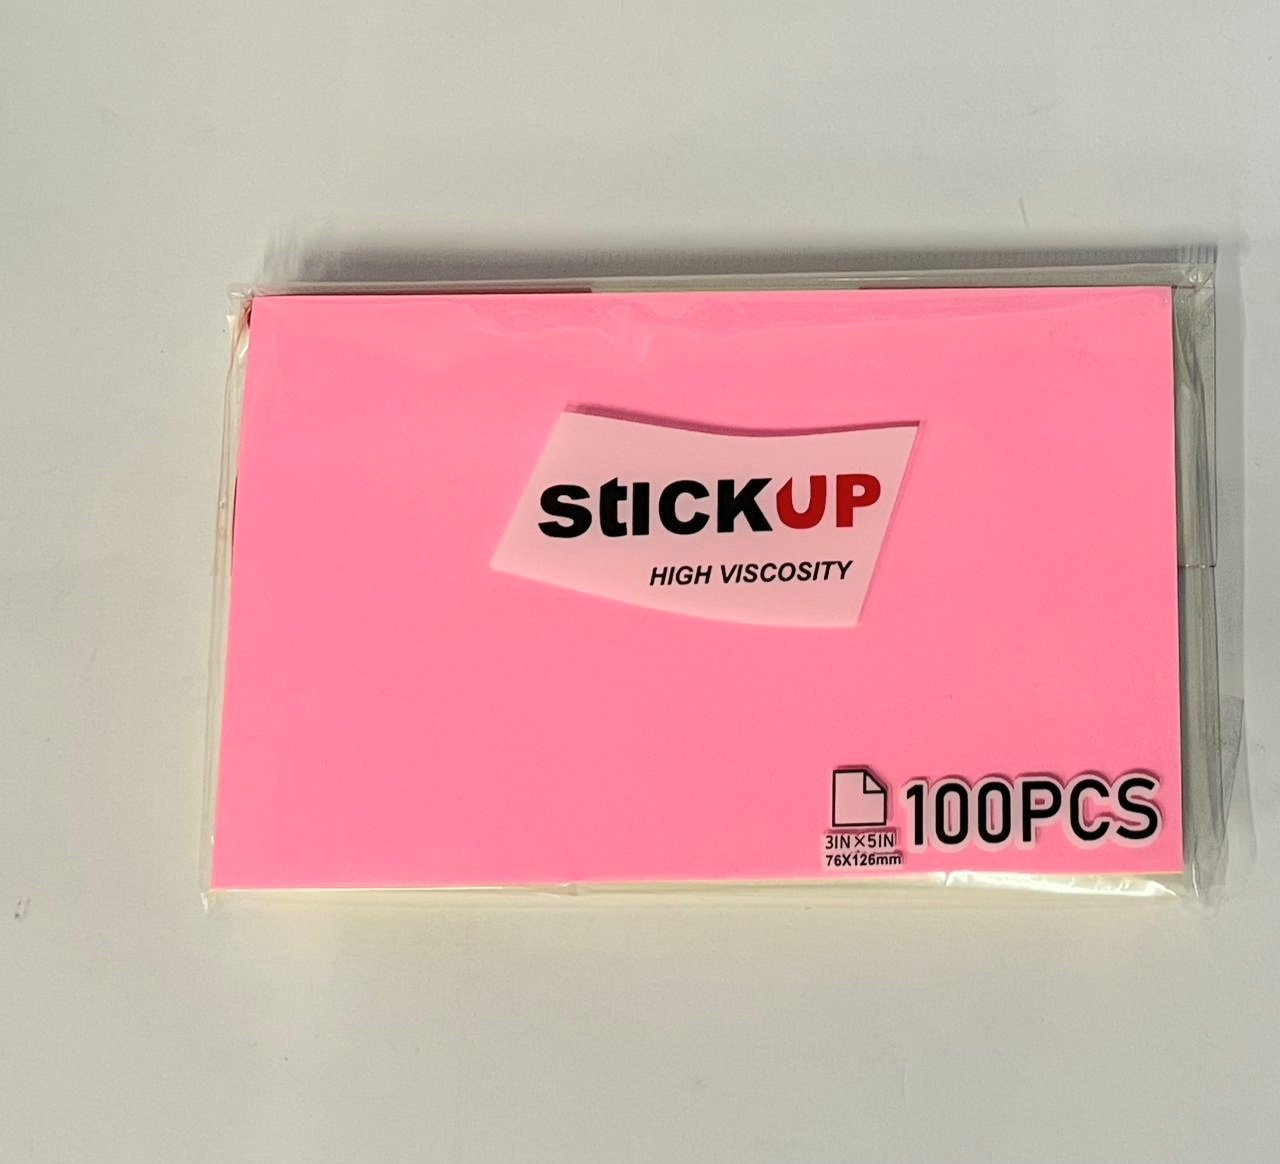 StICKUP
HIGH VISCOSITY
100PCS
3IN×5IN
76X126mm